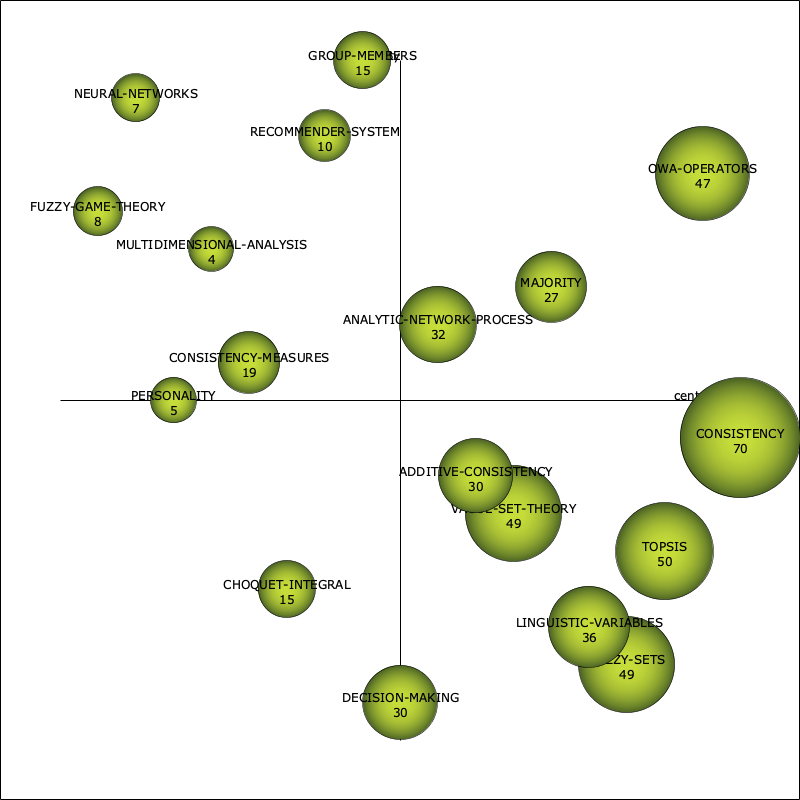 GROUP-MEMBERS
15
NEURAL-NETWORKS
7
RECOMMENDER-SYSTEM
10
OWA-OPERATORS
47
FUZZY-GAME-THEORY
8
MULTIDIMENSIONAL-ANALYSIS
4
MAJORITY
27
ANALYTIC-NETWORK-PROCESS
32
CONSISTENCY-MEASURES
19
PERSONALITY
5
cent
CONSISTENCY
70
ADDITIVE-CONSISTENCY
30
-SET-THEORY
49
TOPSIS
50
CHOQUET-INTEGRAL
15
LINGUISTIC-VARIABLES
36
ZZY-SETS
49
DECISION-MAKING
30